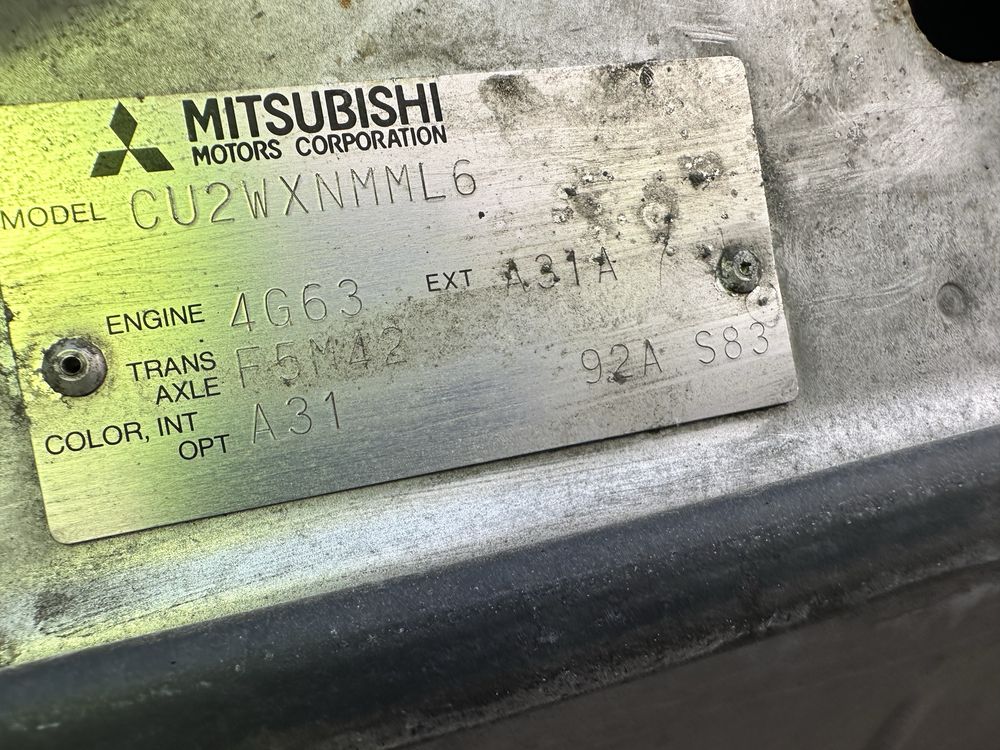 MITSUBISHI
MOTORS CORPORATION
MODEL CU2WXNMML6
ENGINE 4G63 EXT A31A
TRANS AXLE F5M42 92A S83
COLOR, INT OPT A31